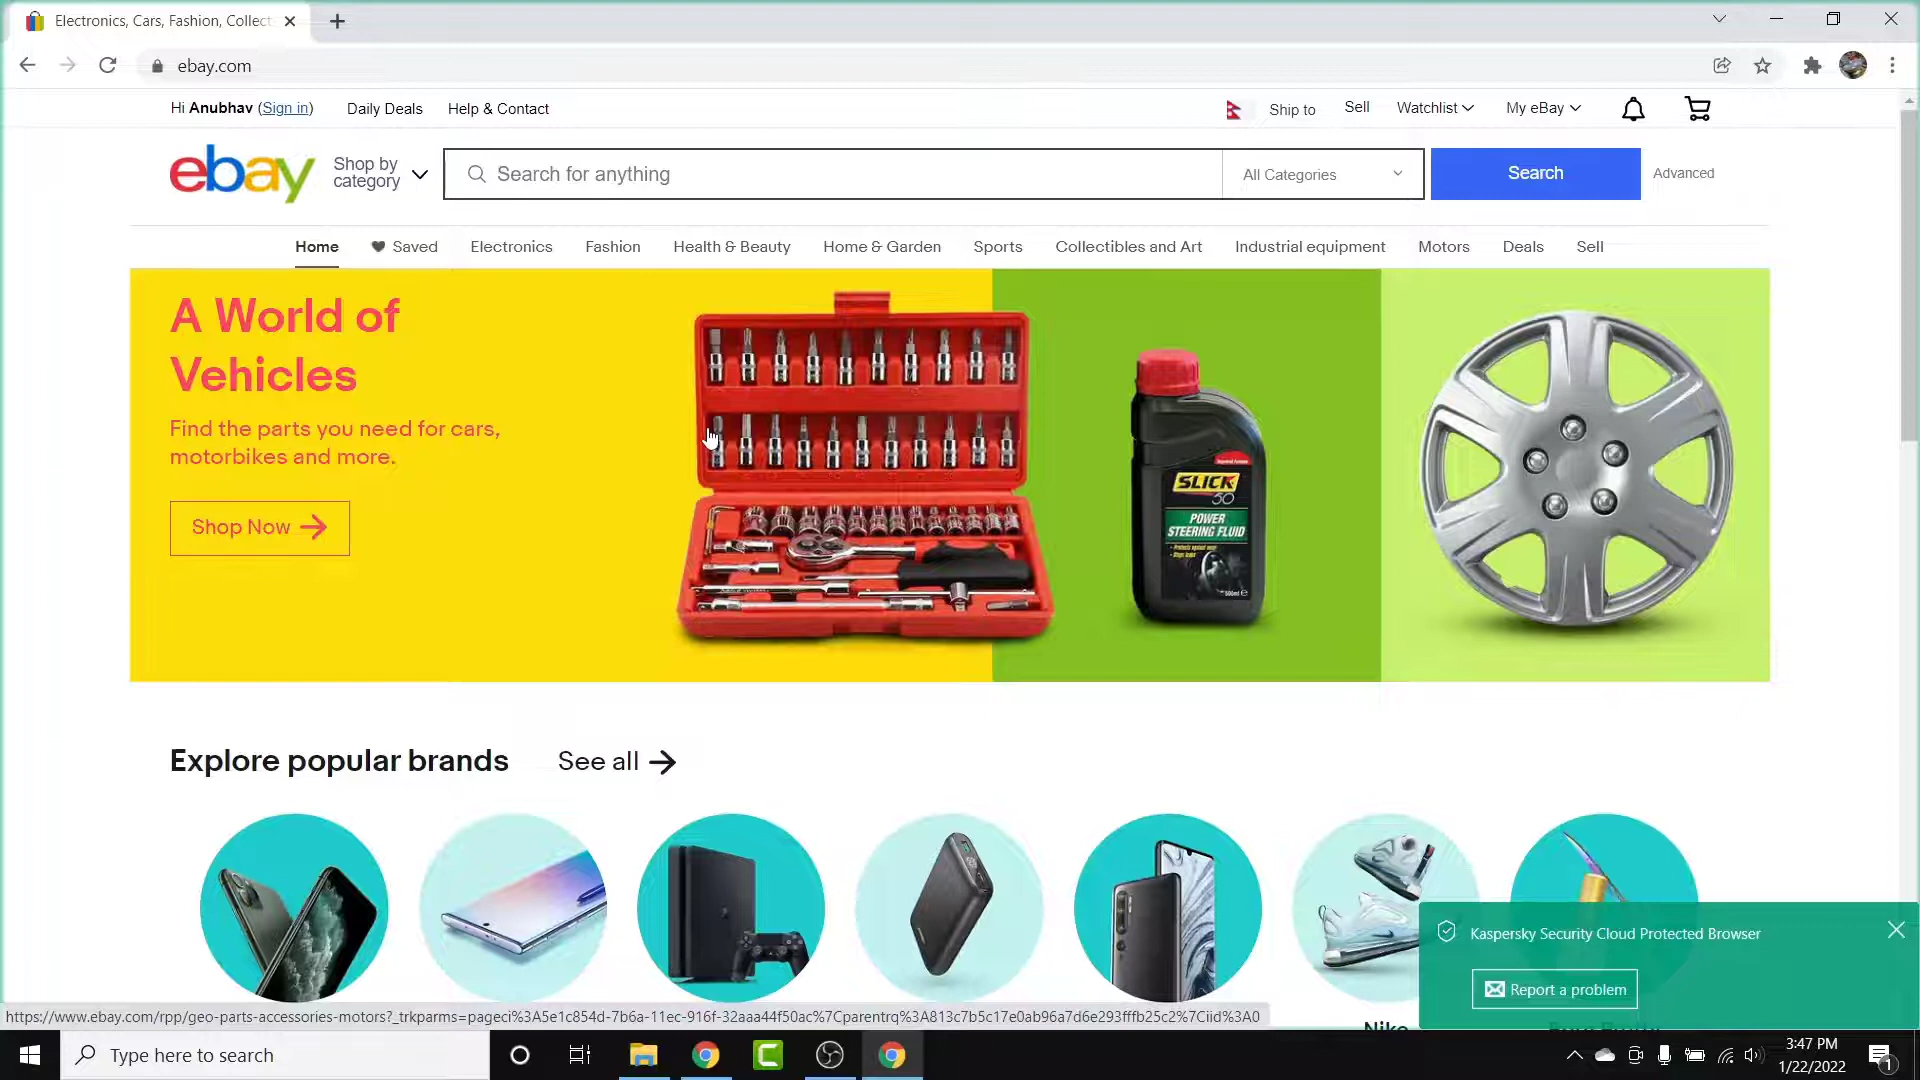 Electronics, Cars, Fashion, Collect
ebay.com
Hi Anubhav (Sign in)
Daily Deals
Help & Contact
Ship to
Sell
Watchlist
My eBay
ebay
Shop by
category
Search for anything
All Categories
Search
Advanced
Home
Saved
Electronics
Fashion
Health & Beauty
Home & Garden
Sports
Collectibles and Art
Industrial equipment
Motors
Deals
Sell
A World of
Vehicles
Find the parts you need for cars,
motorbikes and more.
Shop Now
SLICK
50
POWER
STEERING FLUID
Explore popular brands
See all
Kaspersky Security Cloud Protected Browser
Report a problem
https://www.ebay.com/rpp/geo-parts-accessories-motors?_trkparms=pageci%3A5e1c854d-7b6a-11ec-916f-32aaa44f50ac%7Cparentrq%3A813c7b5c17e0ab96a7d6e293fffb25c2%7Ciid%3A0
Nike
Type here to search
3:47 PM
1/22/2022
1